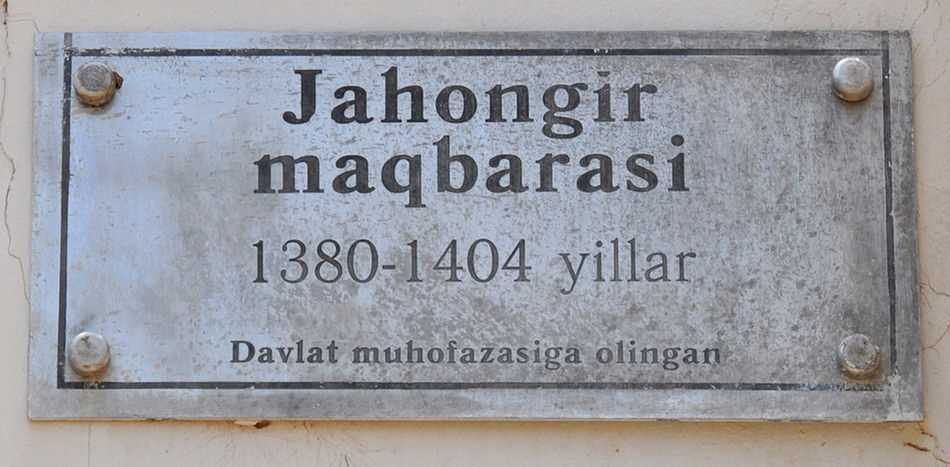 Jahongir
maqbarasi
1380-1404 yillar
Davlat muhofazasiga olingan